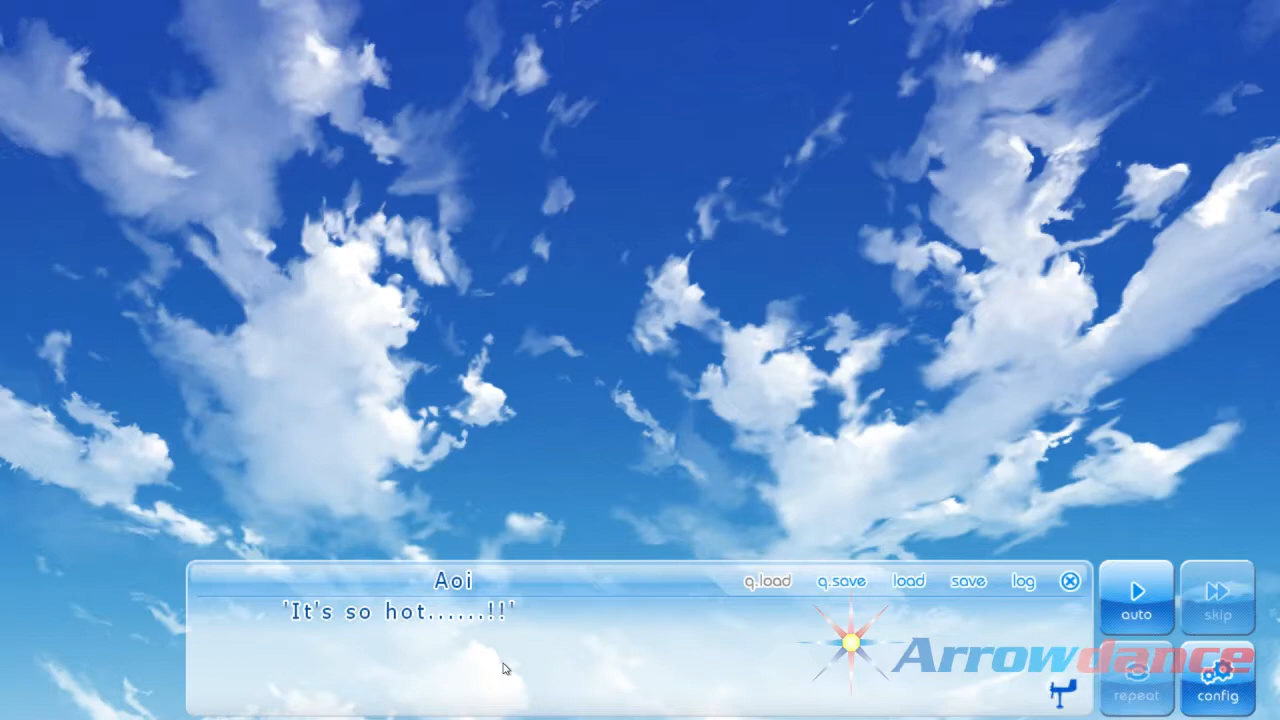 Aoi
q.load q.save load save log
'It's so hot......!!'
auto
skip
Arrowdance
repeat
config